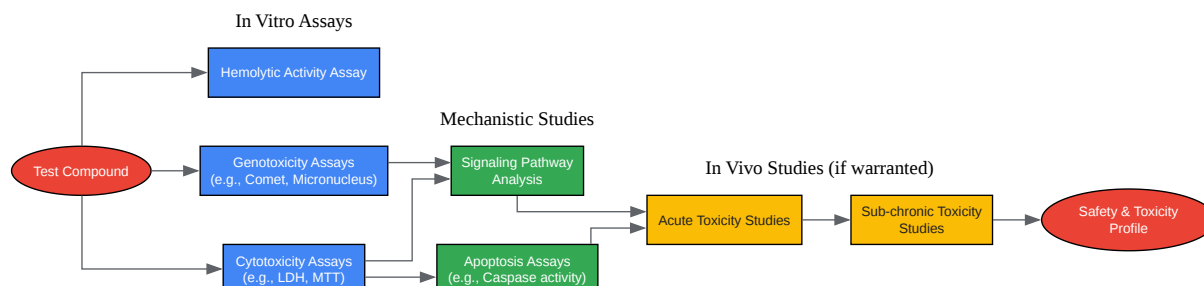 In Vitro Assays
Hemolytic Activity Assay
Mechanistic Studies
Test Compound
Genotoxicity Assays
(e.g., Comet, Micronucleus)
Signaling Pathway
Analysis
In Vivo Studies (if warranted)
Acute Toxicity Studies
Sub-chronic Toxicity
Studies
Safety & Toxicity
Profile
Cytotoxicity Assays
(e.g., LDH, MTT)
Apoptosis Assays
(e.g., Caspase activity)